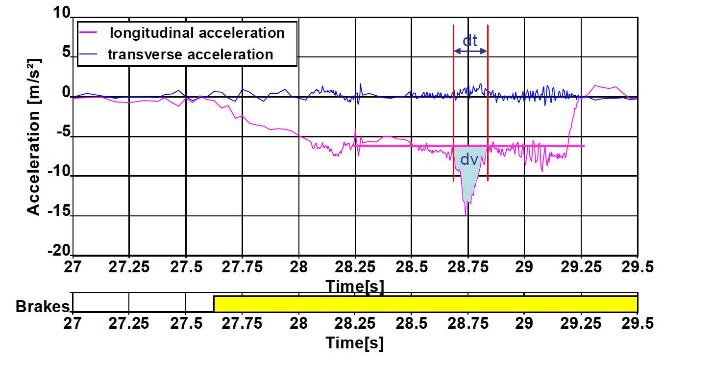 longitudinal acceleration
transverse acceleration
Acceleration [m/s²]
10
5
0
-5
-10
-15
-20
dt
dv
27 27.25 27.5 27.75 28 28.25 28.5 28.75 29 29.25 29.5
Time[s]
Brakes
27 27.25 27.5 27.75 28 28.25 28.5 28.75 29 29.25 29.5
Time[s]